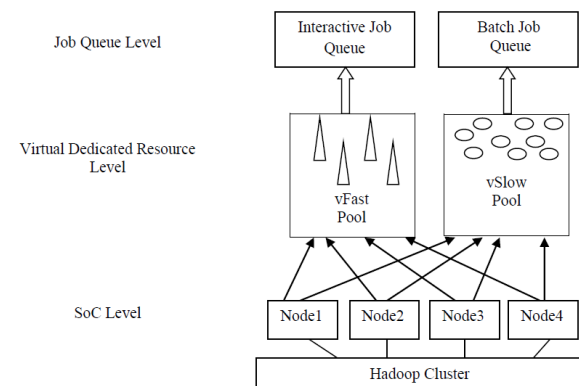 Job Queue Level
Interactive Job
Queue
Batch Job
Queue
Virtual Dedicated Resource
Level
vFast
Pool
vSlow
Pool
SoC Level
Node1
Node2
Node3
Node4
Hadoop Cluster